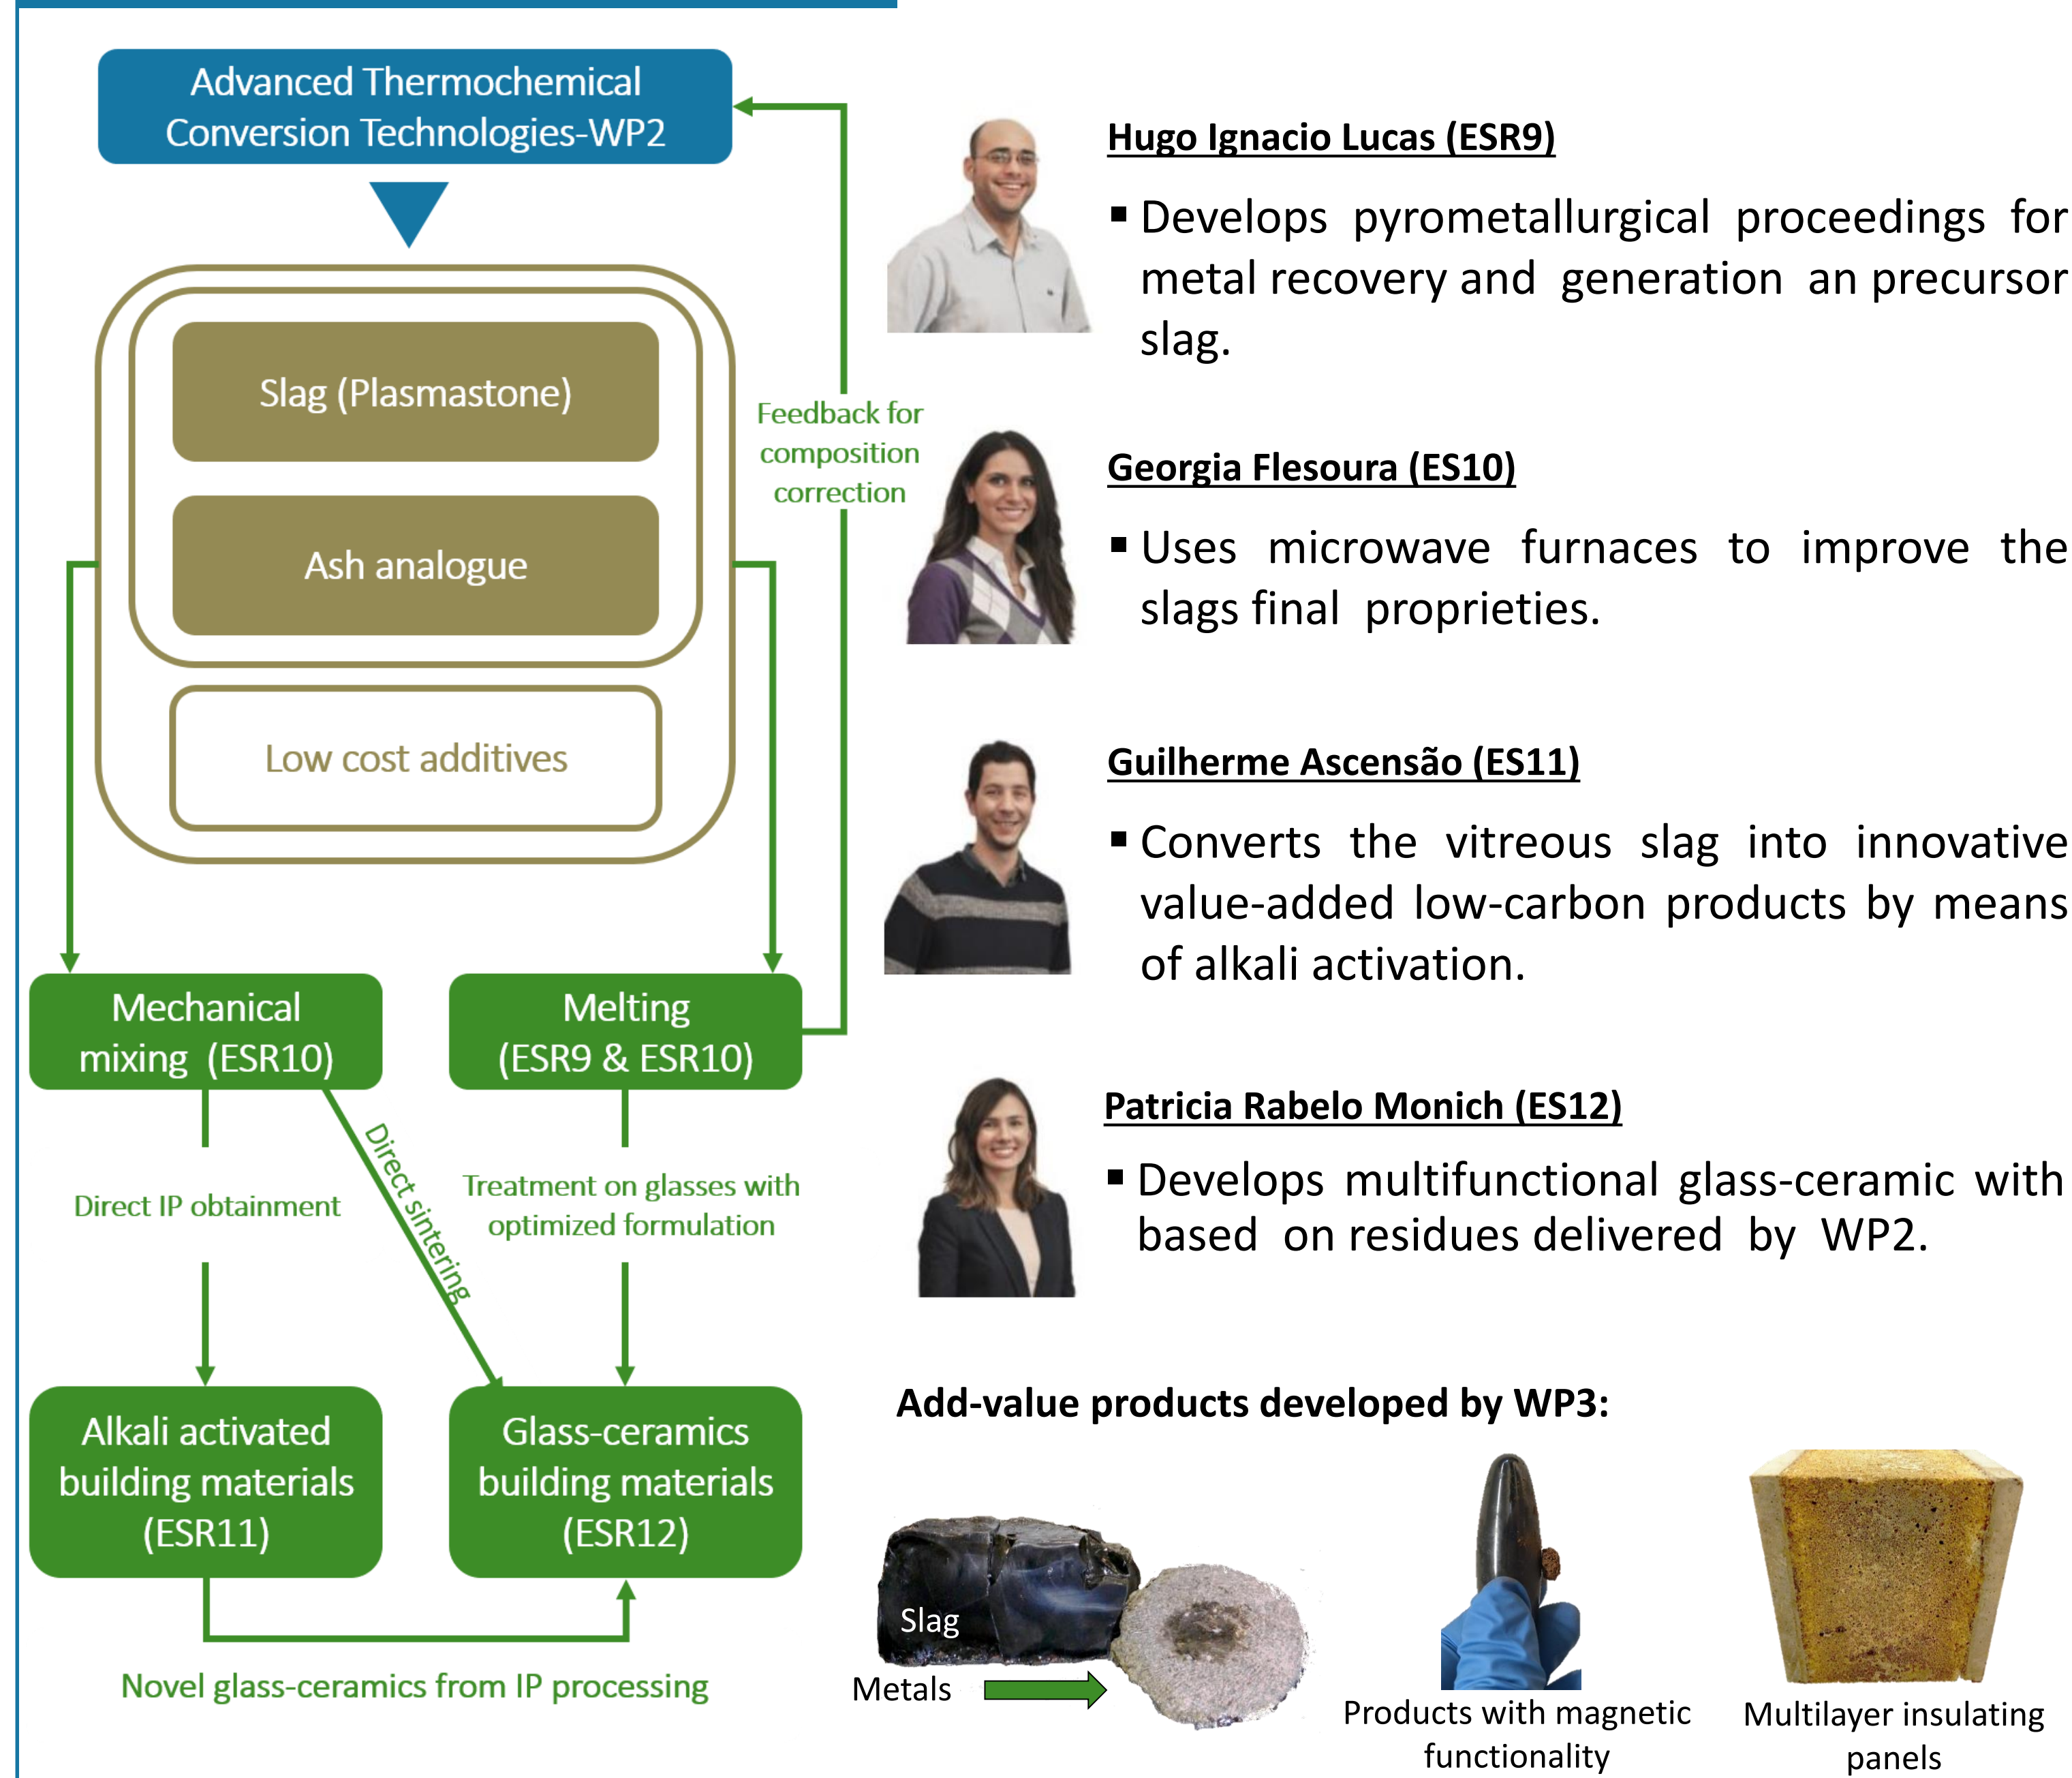 Advanced Thermochemical
Conversion Technologies-WP2
Slag (Plasmastone)
Ash analogue
Low cost additives
Feedback for
composition
correction
Mechanical
mixing (ESR10)
Melting
(ESR9 & ESR10)
Direct IP obtainment
Direct sintering
Treatment on glasses with
optimized formulation
Alkali activated
building materials
(ESR11)
Glass-ceramics
building materials
(ESR12)
Novel glass-ceramics from IP processing
Hugo Ignacio Lucas (ESR9)
▪ Develops pyrometallurgical proceedings for
metal recovery and generation an precursor
slag.
Georgia Flesoura (ES10)
▪ Uses microwave furnaces to improve the
slags final proprieties.
Guilherme Ascensão (ES11)
▪ Converts the vitreous slag into innovative
value-added low-carbon products by means
of alkali activation.
Patricia Rabelo Monich (ES12)
▪ Develops multifunctional glass-ceramic with
based on residues delivered by WP2.
Add-value products developed by WP3:
Slag
Metals
Products with magnetic
functionality
Multilayer insulating
panels